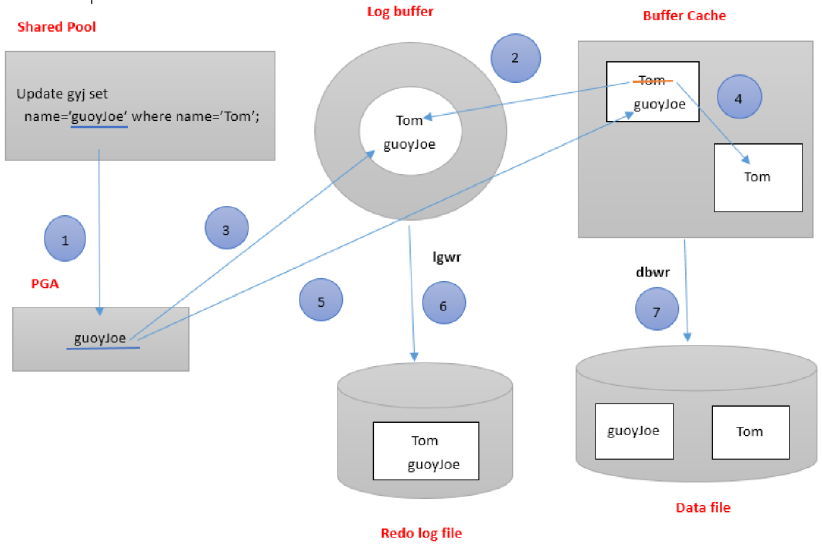 Shared Pool
Log buffer
Buffer Cache
Update gyj set
name='guoyJoe' where name='Tom';
Tom
guoyJoe
2
Tom
guoyJoe
4
Tom
1
3
PGA
guoyJoe
5
lgwr
6
dbwr
7
Tom
guoyJoe
Redo log file
guoyJoe
Tom
Data file